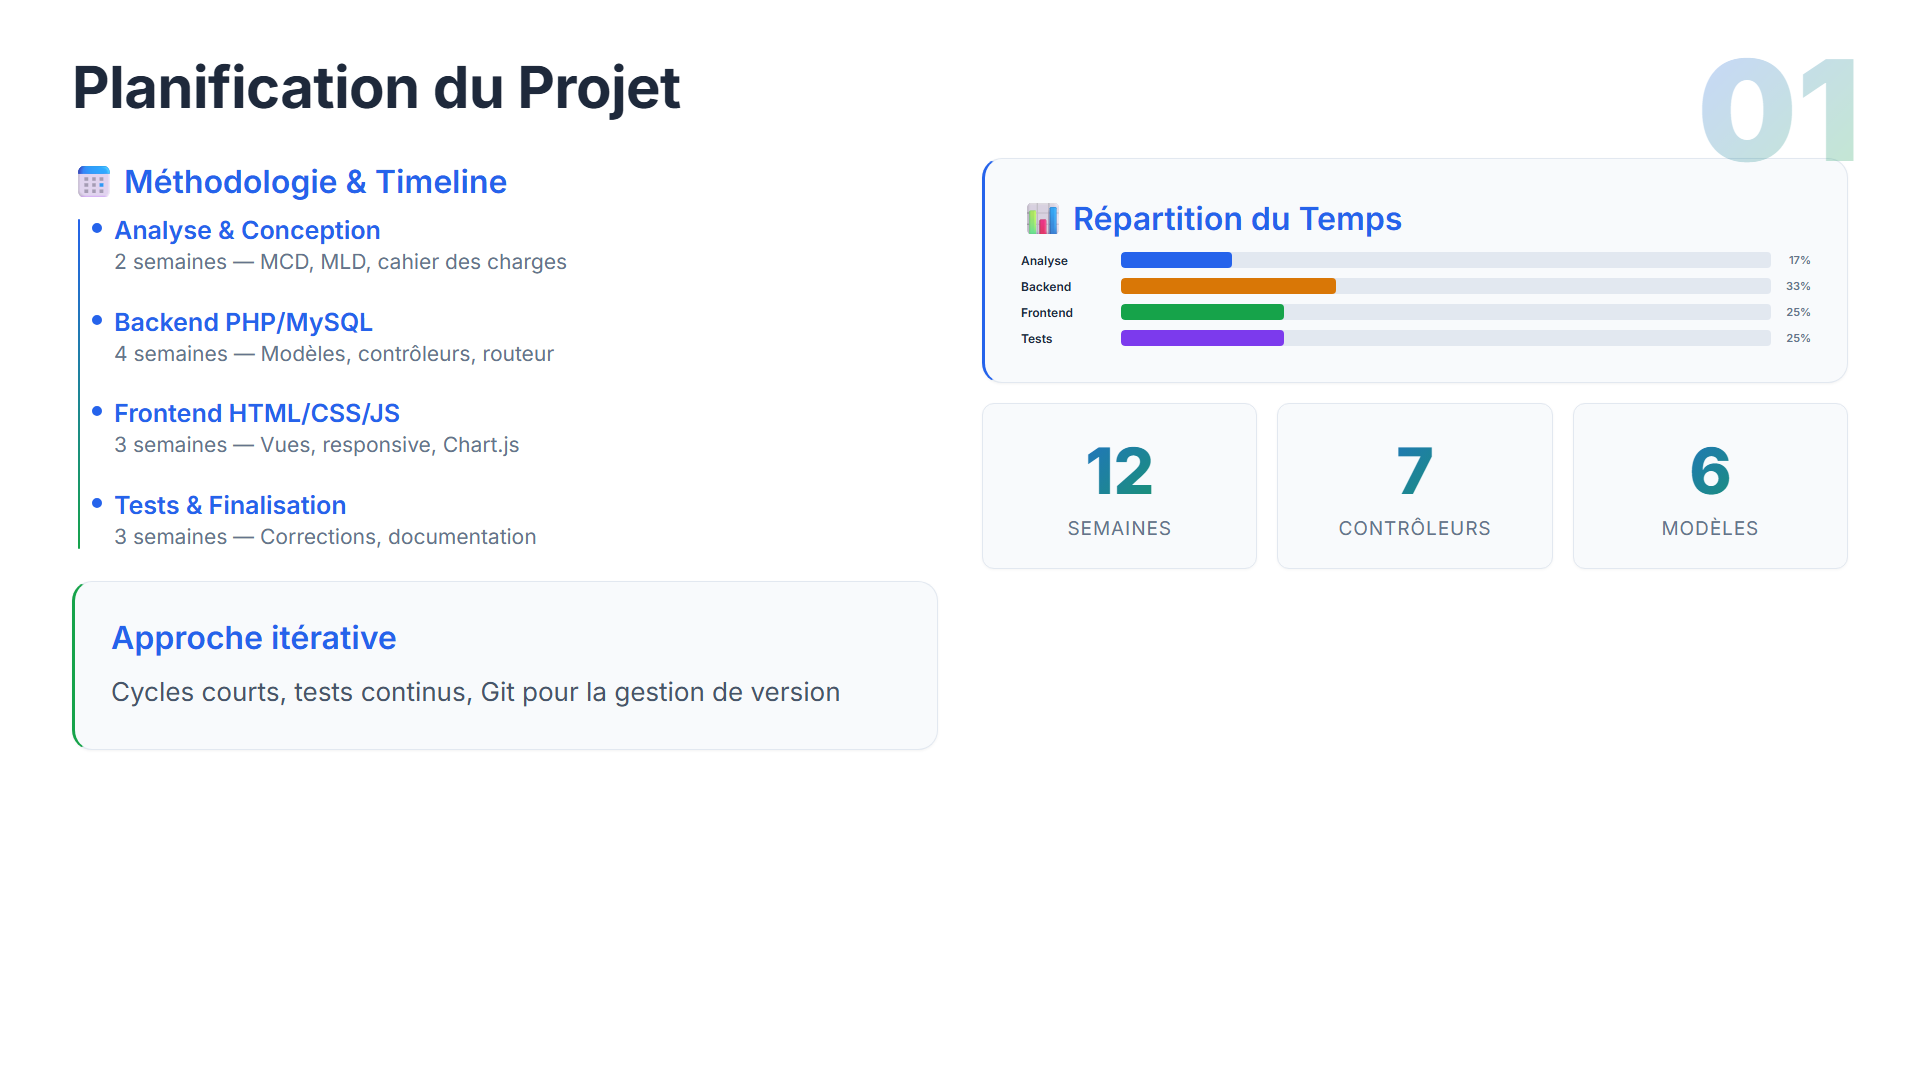 Planification du Projet
01
Méthodologie & Timeline
Analyse & Conception
2 semaines — MCD, MLD, cahier des charges
Backend PHP/MySQL
4 semaines — Modèles, contrôleurs, routeur
Frontend HTML/CSS/JS
3 semaines — Vues, responsive, Chart.js
Tests & Finalisation
3 semaines — Corrections, documentation
Approche itérative
Cycles courts, tests continus, Git pour la gestion de version
Répartition du Temps
Analyse 17%
Backend 33%
Frontend 25%
Tests 25%
12
SEMAINES
7
CONTRÔLEURS
6
MODÈLES